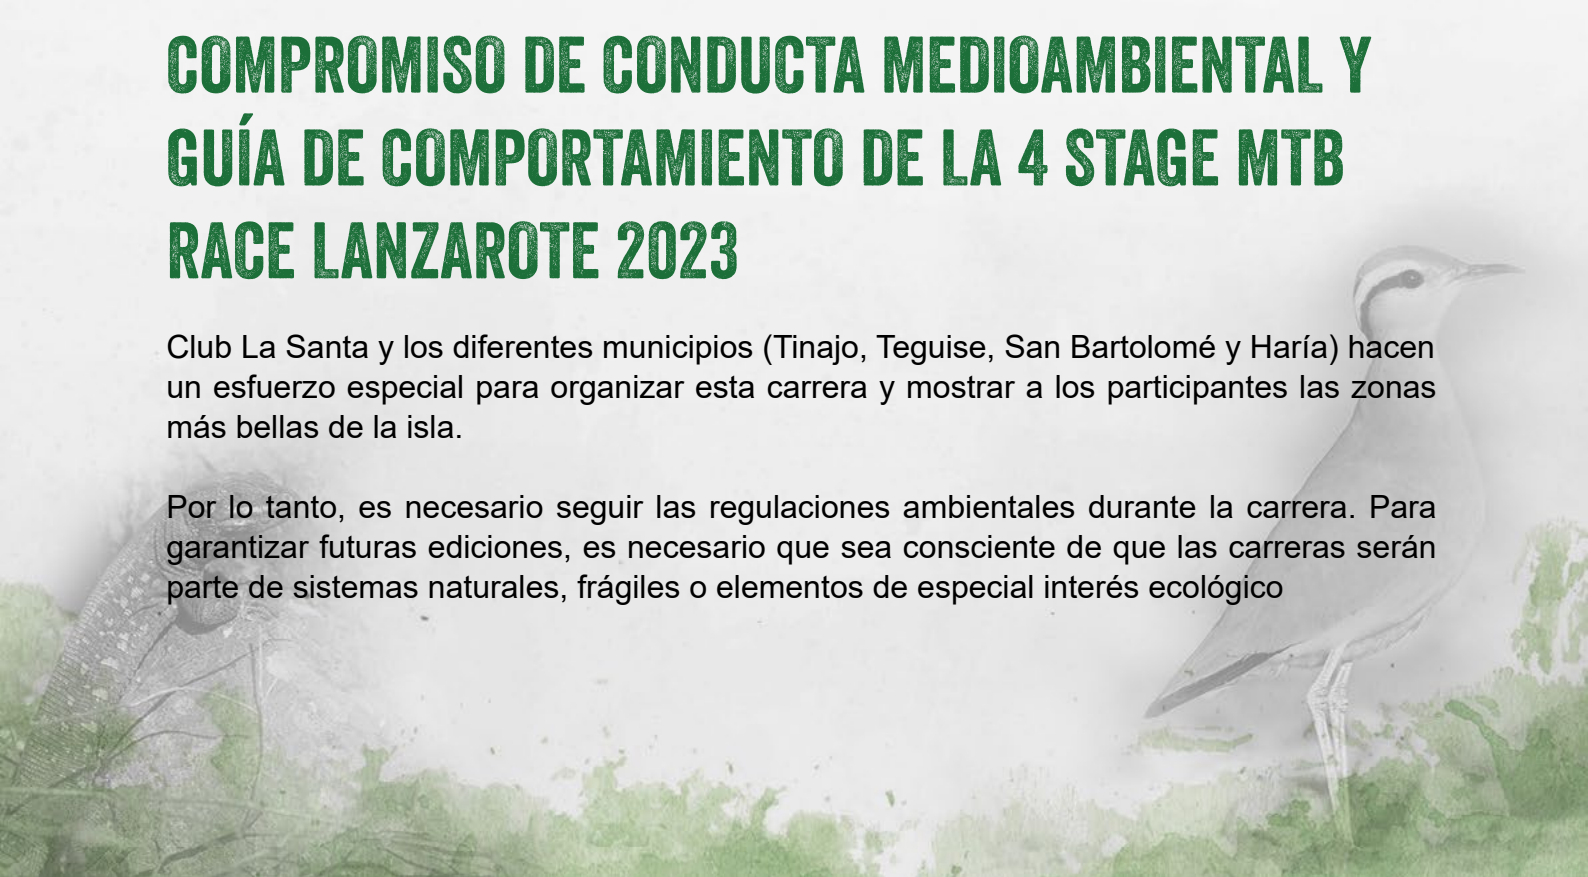 COMPROMISO DE CONDUCTA MEDIOAMBIENTAL Y
GUÍA DE COMPORTAMIENTO DE LA 4 STAGE MTB
RACE LANZAROTE 2023
Club La Santa y los diferentes municipios (Tinajo, Teguise, San Bartolomé y Haría) hacen
un esfuerzo especial para organizar esta carrera y mostrar a los participantes las zonas
más bellas de la isla.
Por lo tanto, es necesario seguir las regulaciones ambientales durante la carrera. Para
garantizar futuras ediciones, es necesario que sea consciente de que las carreras serán
parte de sistemas naturales, frágiles o elementos de especial interés ecológico